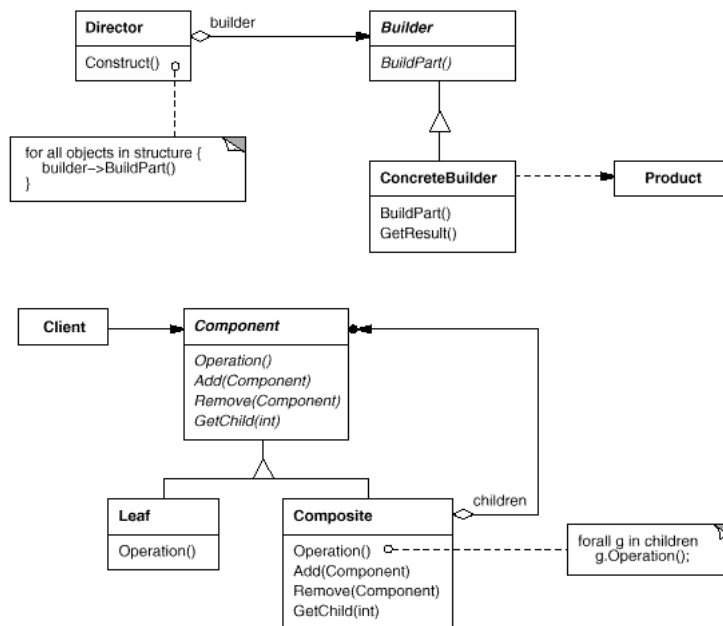 Director
Construct()
builder
Builder
BuildPart()
for all objects in structure {
builder->BuildPart()
}
ConcreteBuilder
BuildPart()
GetResult()
Product
Client
Component
Operation()
Add(Component)
Remove(Component)
GetChild(int)
Leaf
Operation()
Composite
Operation()
Add(Component)
Remove(Component)
GetChild(int)
children
forall g in children
g.Operation();